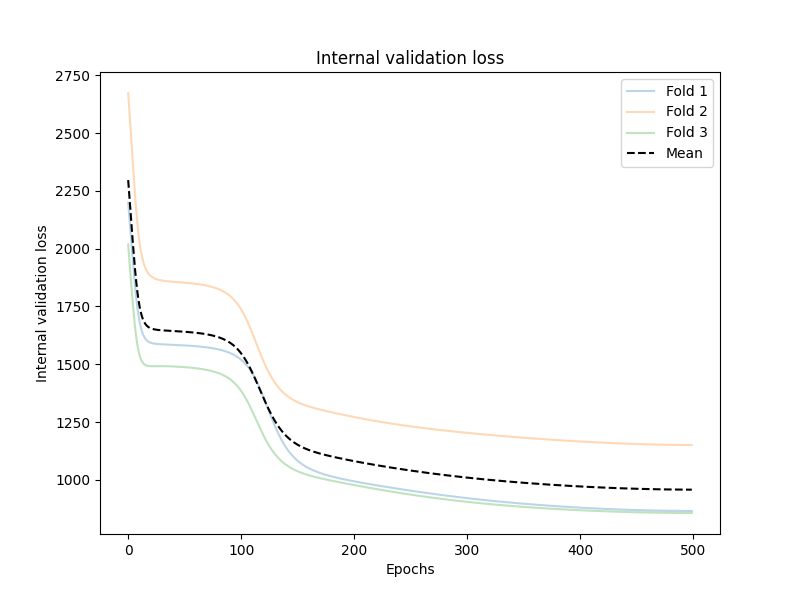 Internal validation loss
Fold 1
Fold 2
Fold 3
Mean
Internal validation loss
2750
2500
2250
2000
1750
1500
1250
1000
0 100 200 300 400 500
Epochs